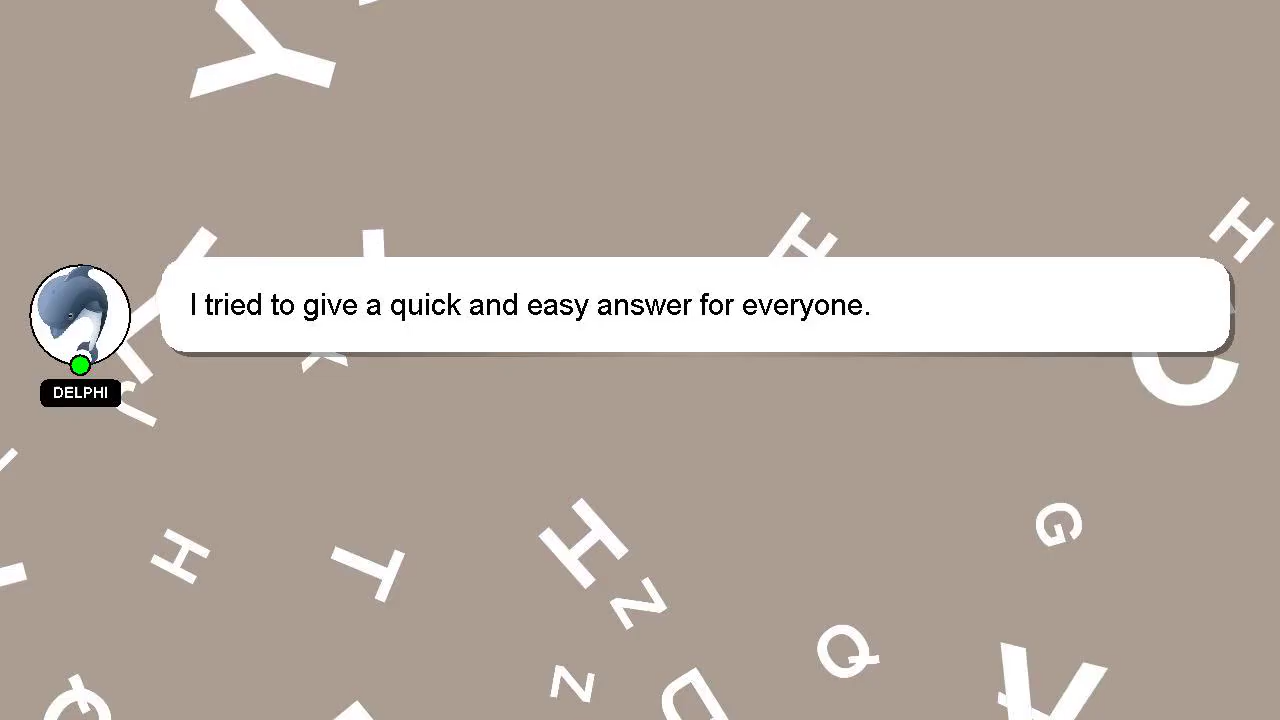 I tried to give a quick and easy answer for everyone.
DELPHI
Y
H
H
C
H
T
H
Z
G
Q
Z